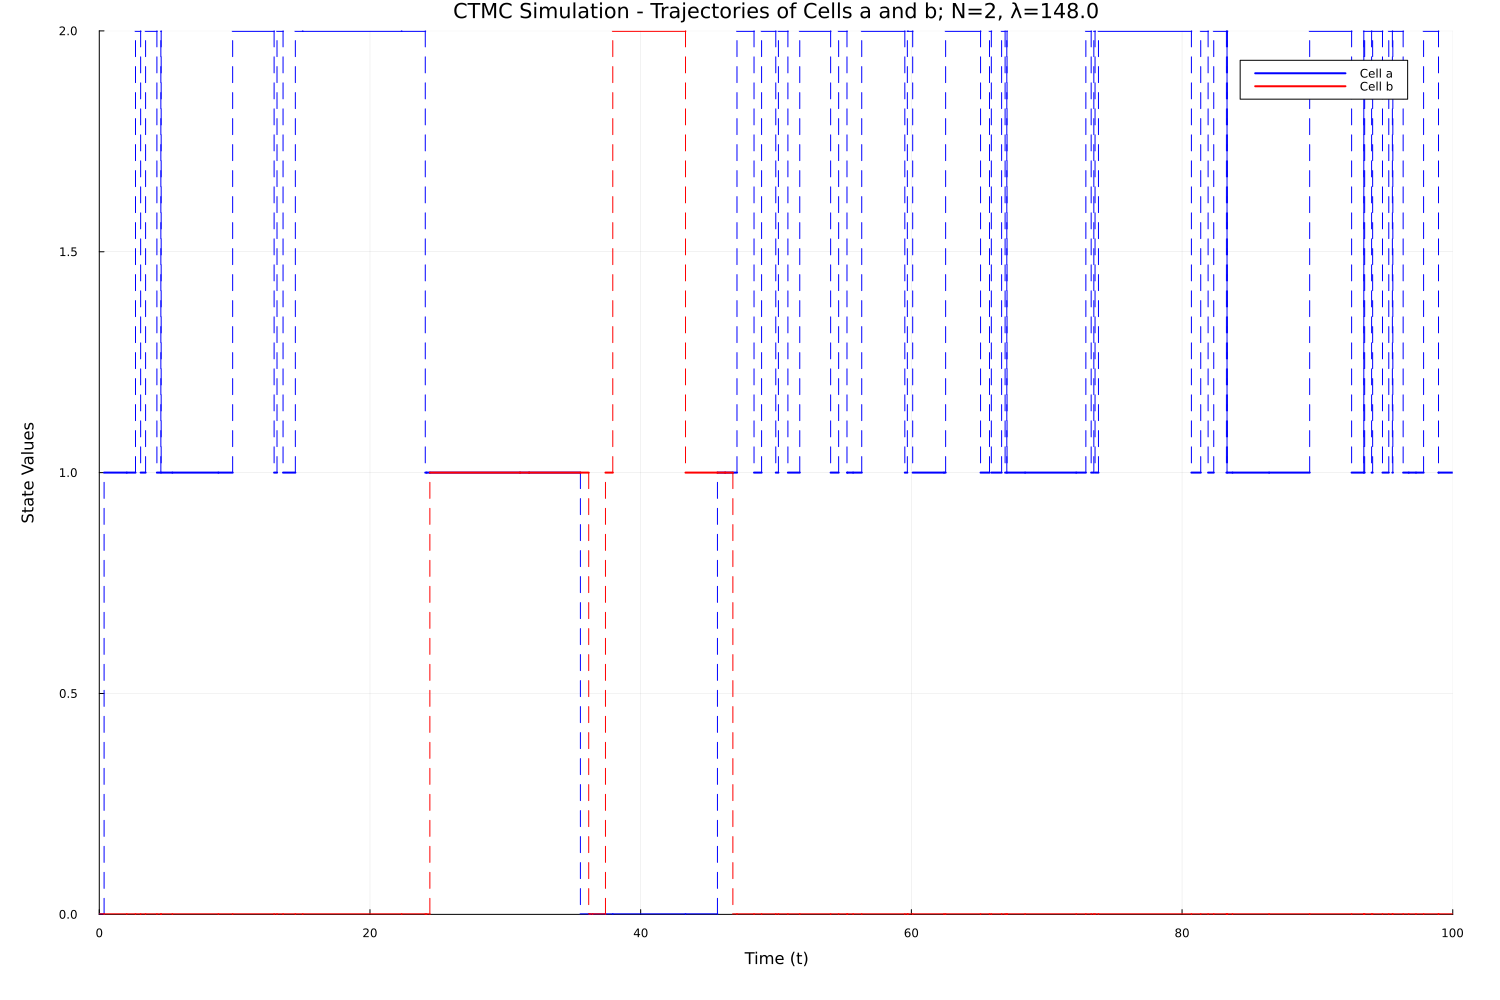 CTMC Simulation - Trajectories of Cells a and b; N=2, λ=148.0
2.0
Cell a
Cell b
1.5
1.0
State Values
0.5
0.0
0 20 40 60 80 100
Time (t)